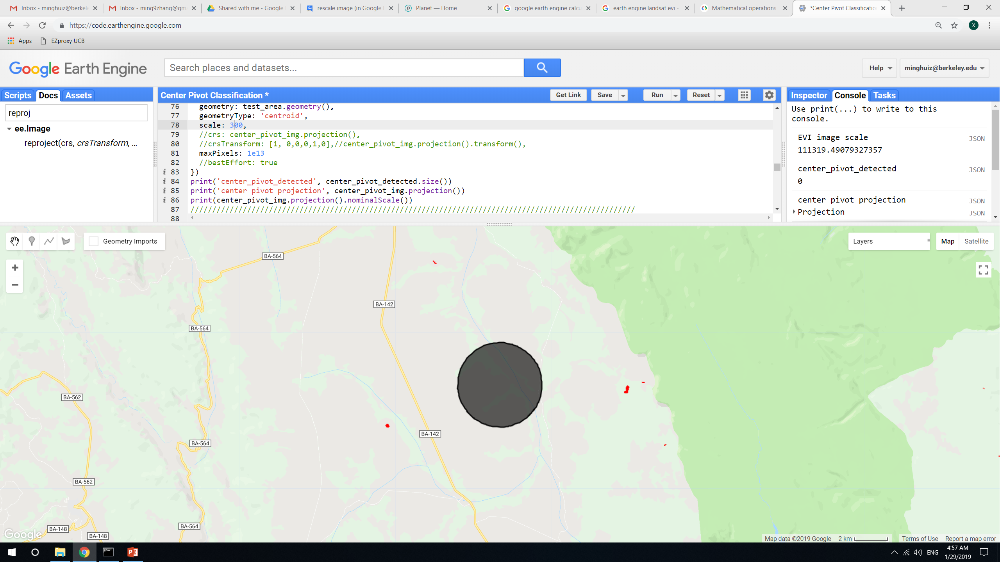 Inbox - minghuiz@berkele
Inbox - ming9zhang@gm
Shared with me - Google
rescale image (in Google
Planet — Home
google earth engine calcu
earth engine landsat evi -
Mathematical operations
*Center Pivot Classificatio
https://code.earthengine.google.com
X
Apps
EZproxy UCB
Google Earth Engine
Search places and datasets...
Help
minghuiz@berkeley.edu
Scripts
Docs
Assets
reproj
ee.Image
reproject(crs, crsTransform, ...
Center Pivot Classification *
Get Link
Save
Run
Reset
76 geometry: test_area.geometry(),
77 geometryType: 'centroid',
78 scale: 300,
79 //crs: center_pivot_img.projection(),
80 //crsTransform: [1, 0,0,0,1,0],//center_pivot_img.projection().transform(),
81 maxPixels: 1e13
82 //bestEffort: true
i 83 })
i 84 print('center_pivot_detected', center_pivot_detected.size())
i 85 print('center pivot projection', center_pivot_img.projection())
i 86 print(center_pivot_img.projection().nominalScale())
87 ///////////////////////////////////////////////////////////////////////////////////////////////////////
88
Inspector
Console
Tasks
Use print(...) to write to this
console.
EVI image scale JSON
111319.49079327357
center_pivot_detected JSON
0
center pivot projection JSON
Projection JSON
Geometry Imports
Layers
Map
Satellite
+
−
BA-564
BA-142
BA-564
BA-562
BA-142
BA-564
BA-562
BA-564
BA-148
BA-148
Google
Map data ©2019 Google
2 km
Terms of Use
Report a map error
ENG
4:57 AM
1/29/2019